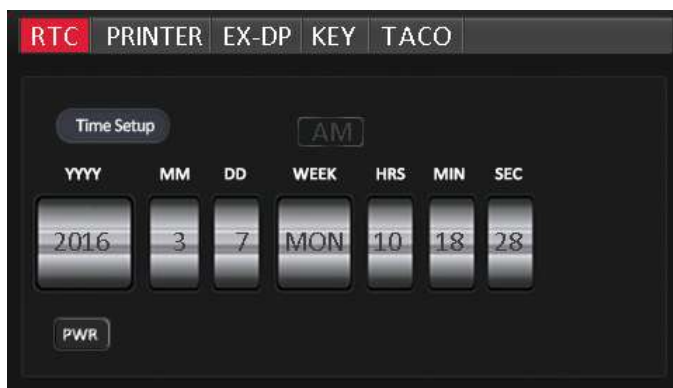 RTC PRINTER EX-DP KEY TACO
Time Setup AM
YYYY MM DD WEEK HRS MIN SEC
2016 3 7 MON 10 18 28
PWR